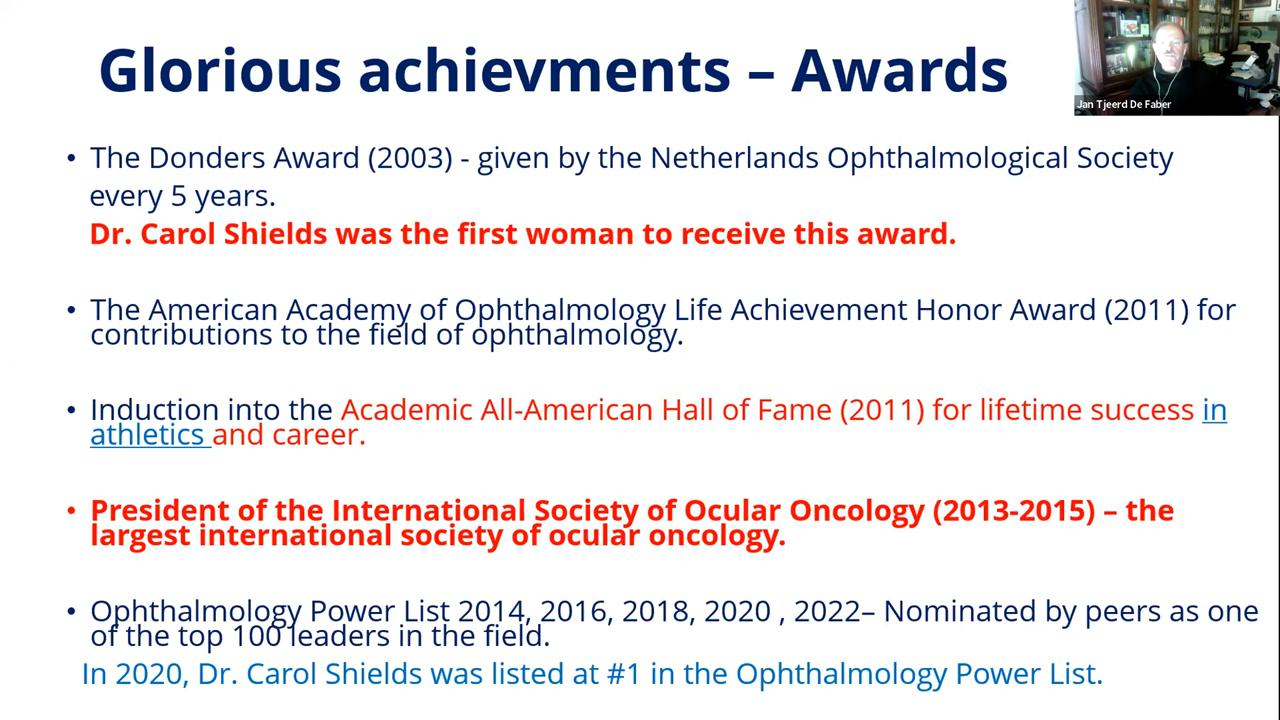 Glorious achievments – Awards
Jan Tjeerd De Faber
• The Donders Award (2003) - given by the Netherlands Ophthalmological Society
every 5 years.
Dr. Carol Shields was the first woman to receive this award.
• The American Academy of Ophthalmology Life Achievement Honor Award (2011) for
contributions to the field of ophthalmology.
• Induction into the Academic All-American Hall of Fame (2011) for lifetime success in
athletics and career.
• President of the International Society of Ocular Oncology (2013-2015) – the
largest international society of ocular oncology.
• Ophthalmology Power List 2014, 2016, 2018, 2020 , 2022– Nominated by peers as one
of the top 100 leaders in the field.
In 2020, Dr. Carol Shields was listed at #1 in the Ophthalmology Power List.